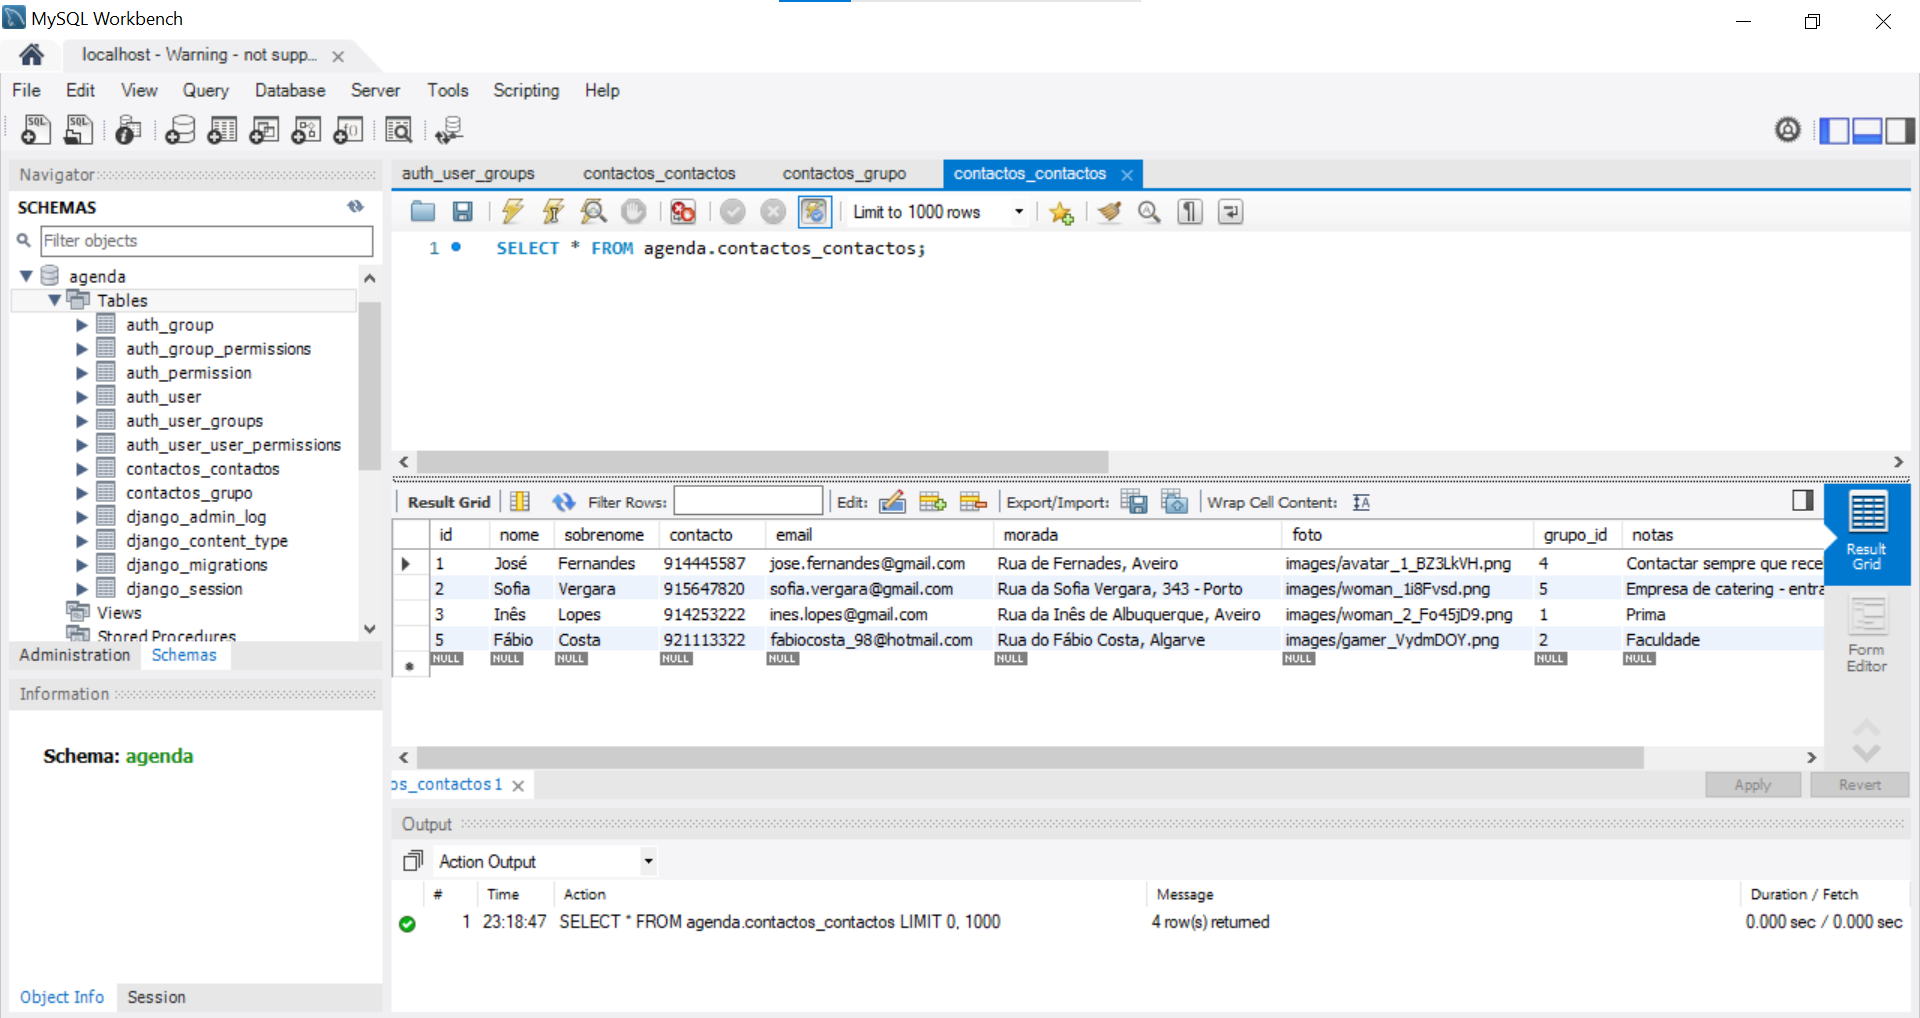 MySQL Workbench
localhost - Warning - not supp...
File Edit View Query Database Server Tools Scripting Help
SQL SQL
Navigator
SCHEMAS
Filter objects
agenda
Tables
auth_group
auth_group_permissions
auth_permission
auth_user
auth_user_groups
auth_user_user_permissions
contactos_contactos
contactos_grupo
django_admin_log
django_content_type
django_migrations
django_session
Views
Stored Procedures
Administration Schemas
Information
Schema: agenda
Object Info Session
auth_user_groups contactos_contactos contactos_grupo contactos_contactos
Limit to 1000 rows
1 SELECT * FROM agenda.contactos_contactos;
Result Grid Filter Rows: Edit: Export/Import: Wrap Cell Content:
id nome sobrenome contacto email morada foto grupo_id notas
1 José Fernandes 914445587 jose.fernandes@gmail.com Rua de Fernades, Aveiro images/avatar_1_BZ3LkVH.png 4 Contactar sempre que rece
2 Sofia Vergara 915647820 sofia.vergara@gmail.com Rua da Sofia Vergara, 343 - Porto images/woman_1i8Fvsd.png 5 Empresa de catering - entra
3 Inês Lopes 914253222 ines.lopes@gmail.com Rua da Inês de Albuquerque, Aveiro images/woman_2_Fo45jD9.png 1 Prima
5 Fábio Costa 921113322 fabiocosta_98@hotmail.com Rua do Fábio Costa, Algarve images/gamer_VydmDOY.png 2 Faculdade
NULL NULL NULL NULL NULL NULL NULL NULL NULL
Result
Grid
Form
Editor
os_contactos 1
Apply Revert
Output
Action Output
# Time Action Message Duration / Fetch
1 23:18:47 SELECT * FROM agenda.contactos_contactos LIMIT 0, 1000 4 row(s) returned 0.000 sec / 0.000 sec